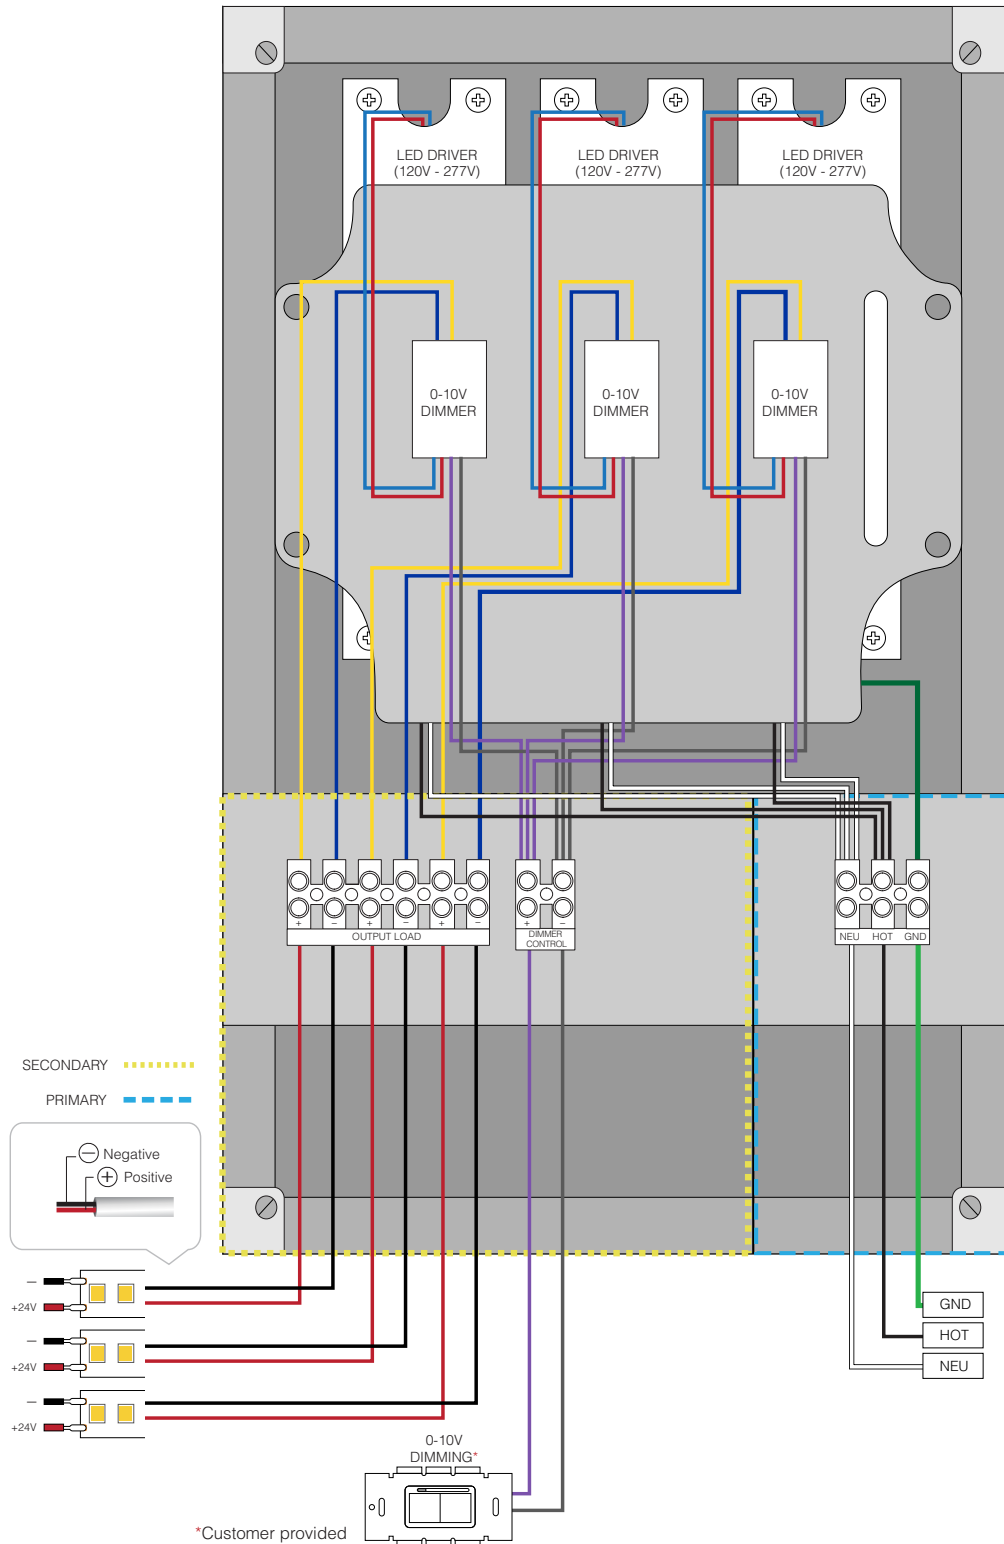 LED DRIVER
(120V - 277V)
LED DRIVER
(120V - 277V)
LED DRIVER
(120V - 277V)
0-10V
DIMMER
0-10V
DIMMER
0-10V
DIMMER
+ − + − + −
OUTPUT LOAD
+ −
DIMMER
CONTROL
NEU HOT GND
SECONDARY
PRIMARY
− Negative
+ Positive
−
+24V
−
+24V
−
+24V
GND
HOT
NEU
0-10V
DIMMING*
*Customer provided